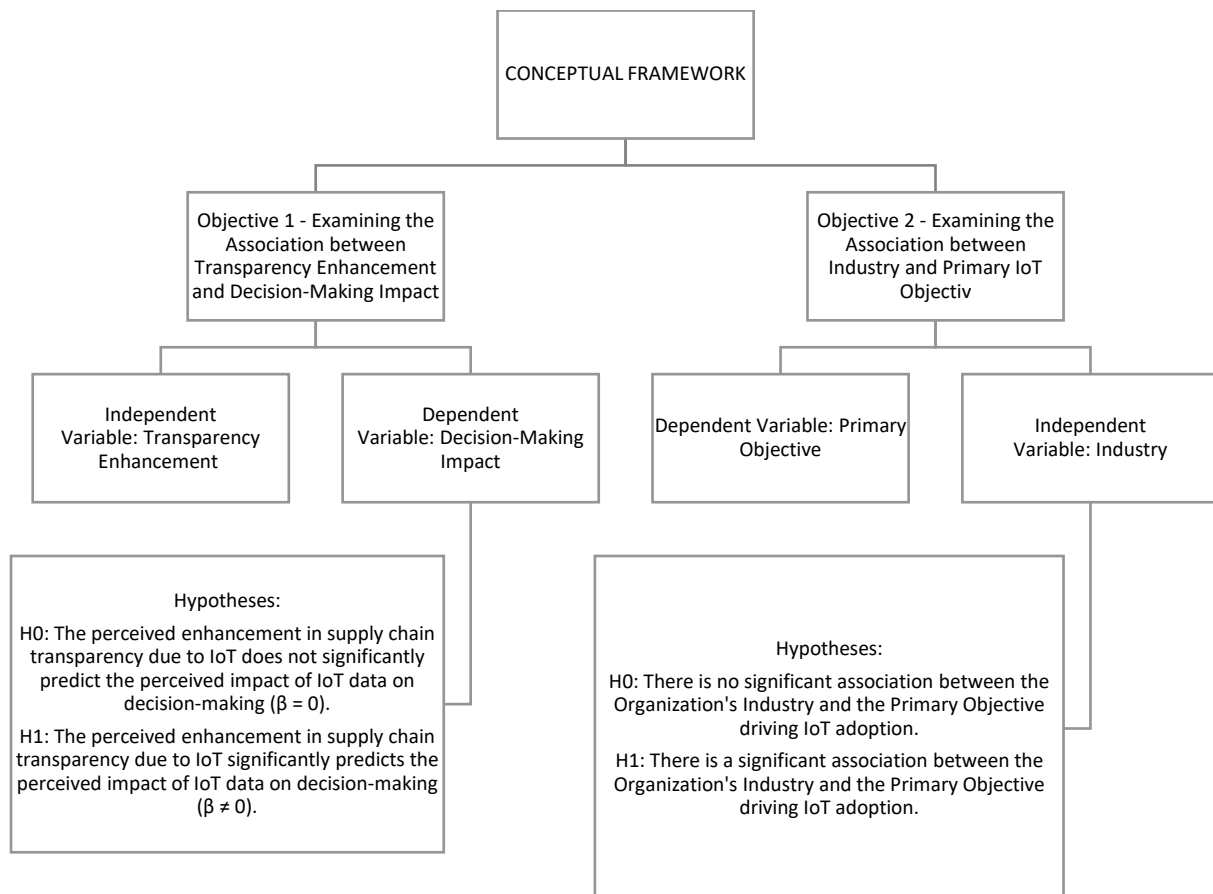 CONCEPTUAL FRAMEWORK
Objective 1 - Examining the
Association between
Transparency Enhancement
and Decision-Making Impact
Objective 2 - Examining the
Association between
Industry and Primary IoT
Objectiv
Independent
Variable: Transparency
Enhancement
Dependent
Variable: Decision-Making
Impact
Dependent Variable: Primary
Objective
Independent
Variable: Industry
Hypotheses:
H0: The perceived enhancement in supply chain
transparency due to IoT does not significantly
predict the perceived impact of IoT data on
decision-making (β = 0).
H1: The perceived enhancement in supply chain
transparency due to IoT significantly predicts the
perceived impact of IoT data on decision-making
(β ≠ 0).
Hypotheses:
H0: There is no significant association between the
Organization's Industry and the Primary Objective
driving IoT adoption.
H1: There is a significant association between the
Organization's Industry and the Primary Objective
driving IoT adoption.